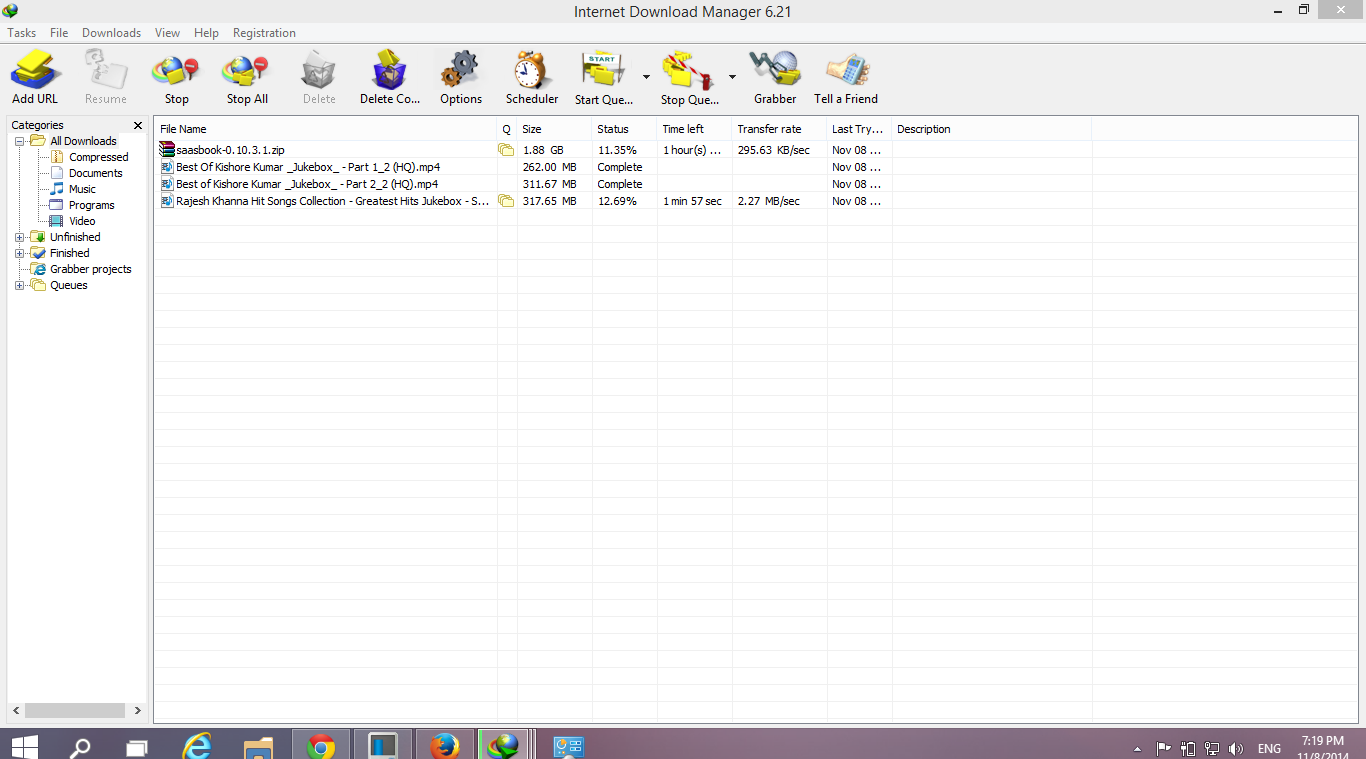 Internet Download Manager 6.21
Tasks File Downloads View Help Registration
START
Add URL Resume Stop Stop All Delete Delete Co... Options Scheduler Start Que... Stop Que... Grabber Tell a Friend
Categories
All Downloads
Compressed
Documents
Music
Programs
Video
Unfinished
Finished
Grabber projects
Queues
File Name Q Size Status Time left Transfer rate Last Try... Description
saasbook-0.10.3.1.zip 1.88 GB 11.35% 1 hour(s) ... 295.63 KB/sec Nov 08 ...
Best Of Kishore Kumar _Jukebox_ - Part 1_2 (HQ).mp4 262.00 MB Complete Nov 08 ...
Best of Kishore Kumar _Jukebox_ - Part 2_2 (HQ).mp4 311.67 MB Complete Nov 08 ...
Rajesh Khanna Hit Songs Collection - Greatest Hits Jukebox - S... 317.65 MB 12.69% 1 min 57 sec 2.27 MB/sec Nov 08 ...
ENG
7:19 PM
11/8/2014